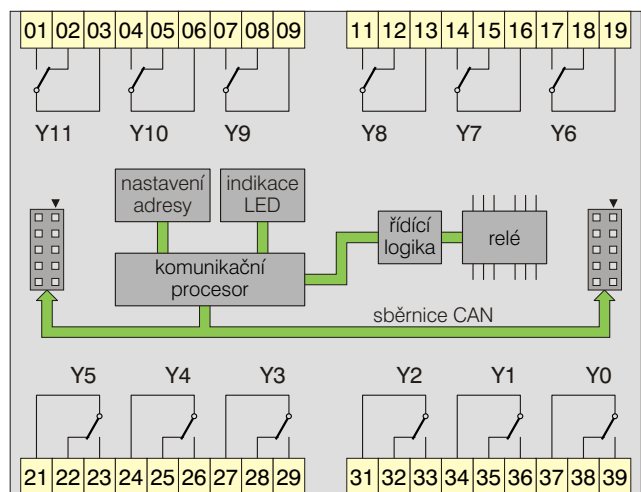 01 02 03 04 05 06 07 08 09 11 12 13 14 15 16 17 18 19
Y11 Y10 Y9 Y8 Y7 Y6
nastavení
adresy
indikace
LED
řídící
logika
relé
komunikační
procesor
sběrnice CAN
Y5 Y4 Y3 Y2 Y1 Y0
21 22 23 24 25 26 27 28 29 31 32 33 34 35 36 37 38 39